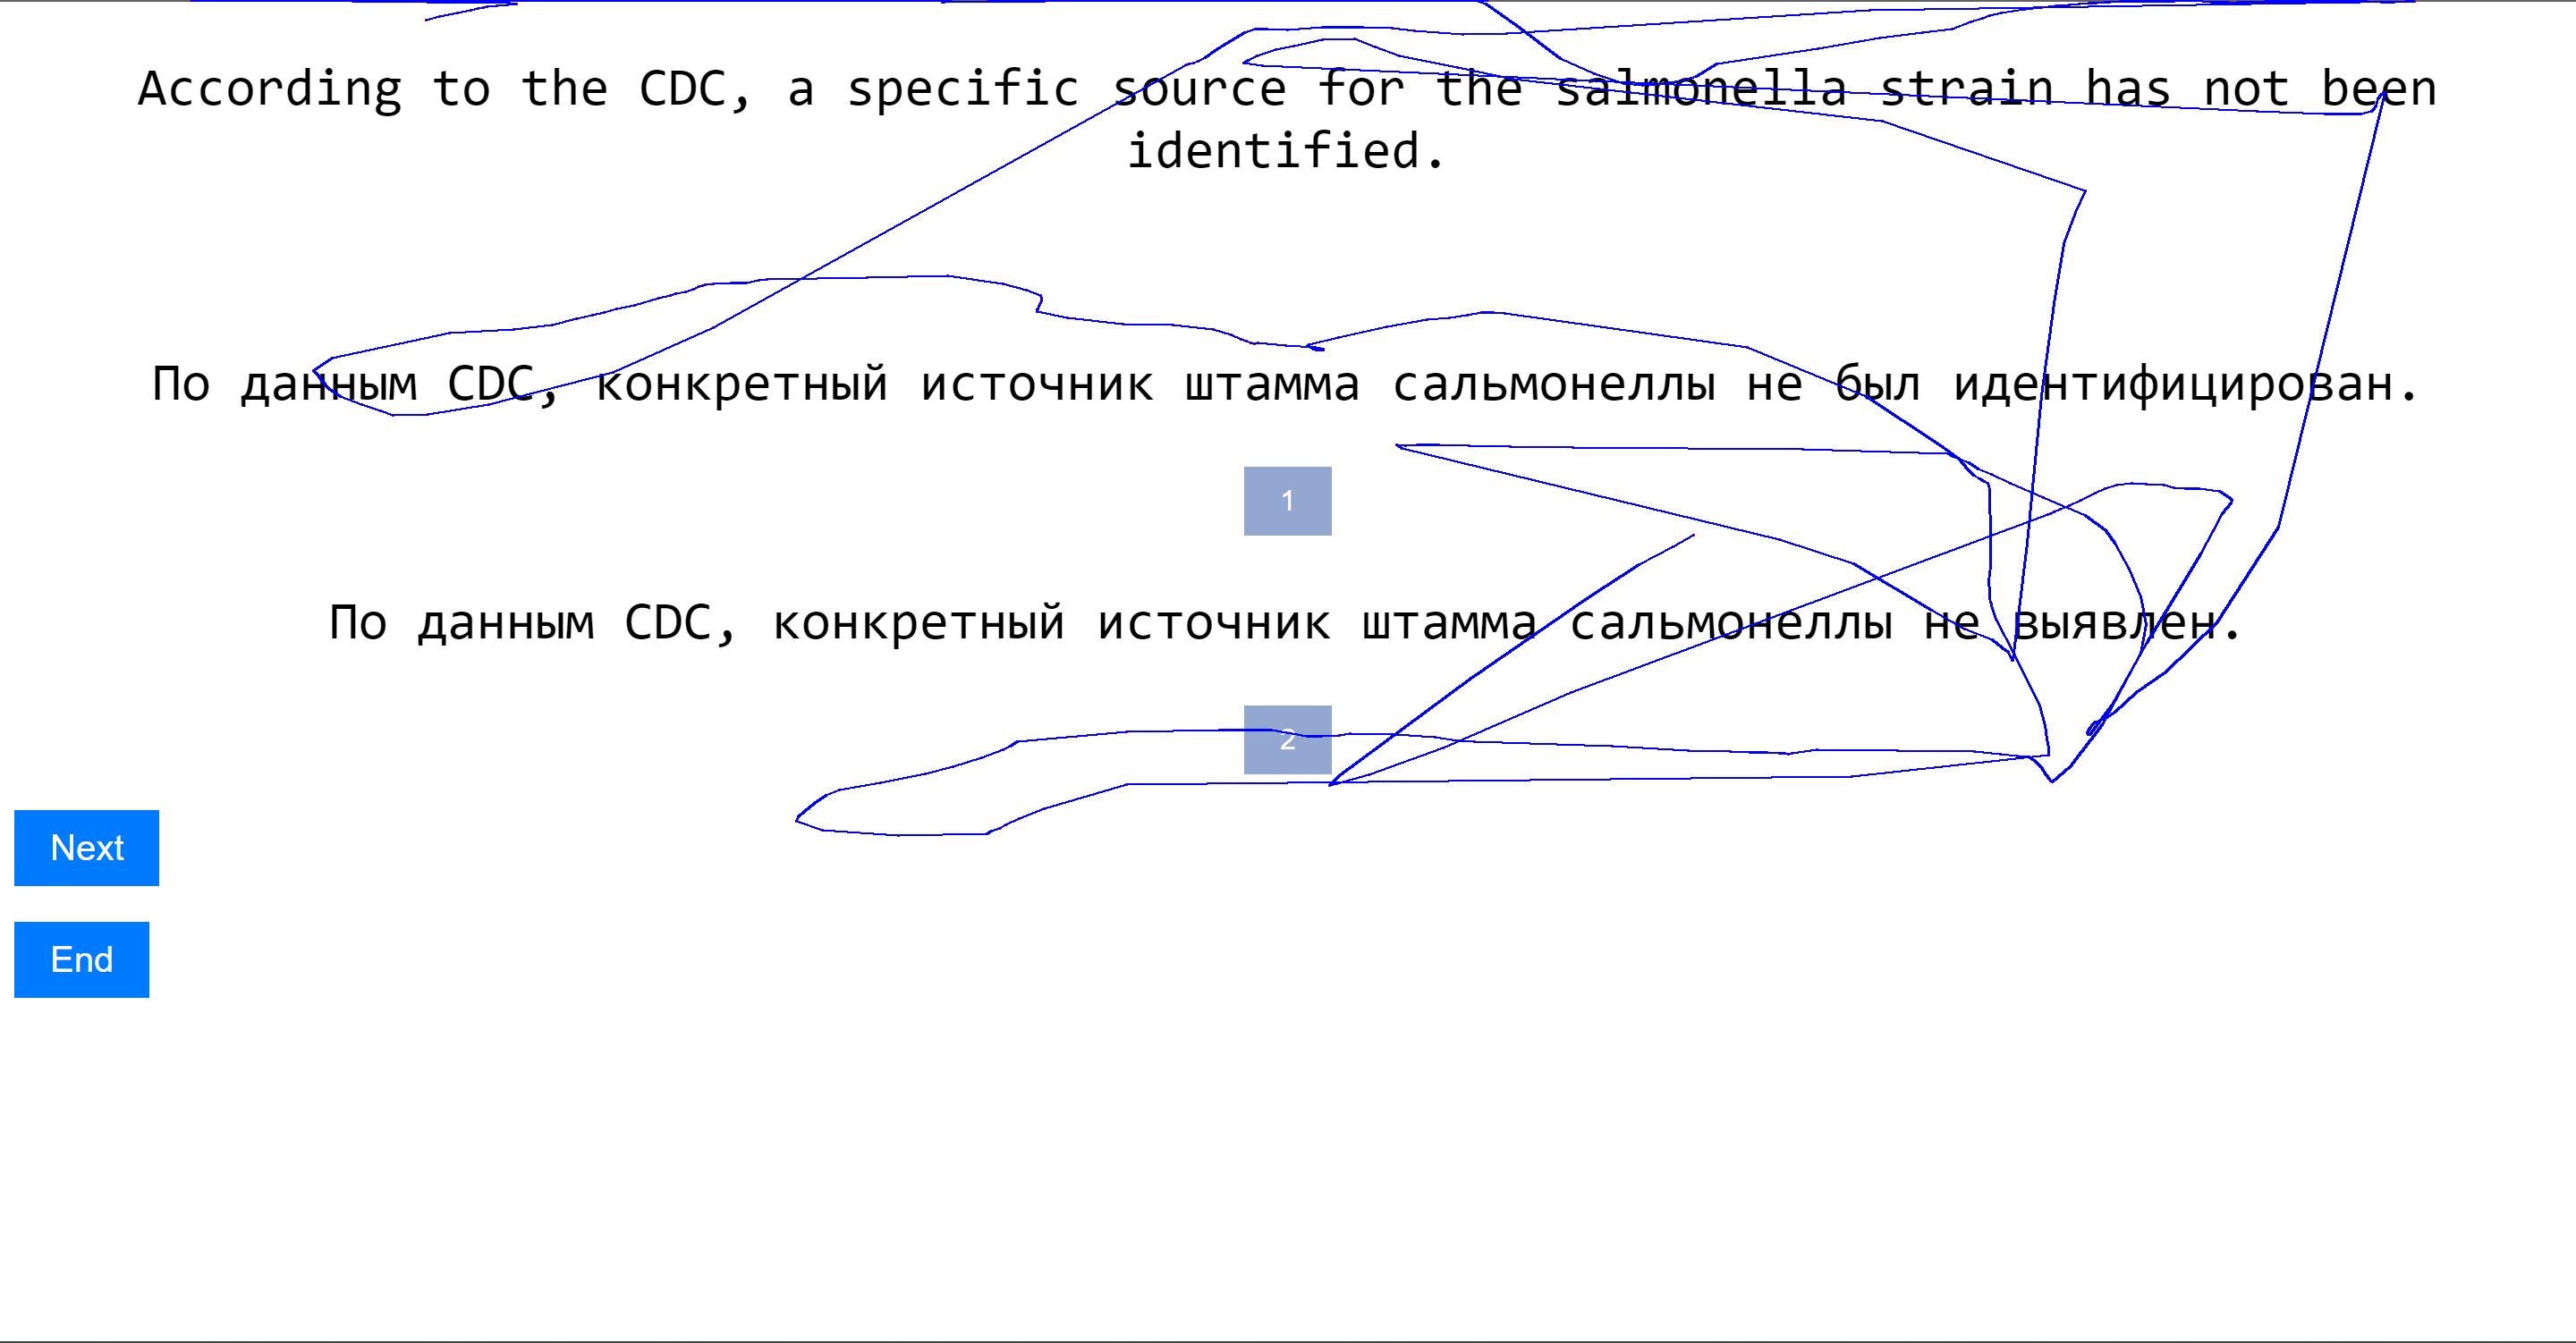 According to the CDC, a specific source for the salmonella strain has not been
identified.
По данным CDC, конкретный источник штамма сальмонеллы не был идентифицирован.
1
По данным CDC, конкретный источник штамма сальмонеллы не выявлен.
2
Next
End